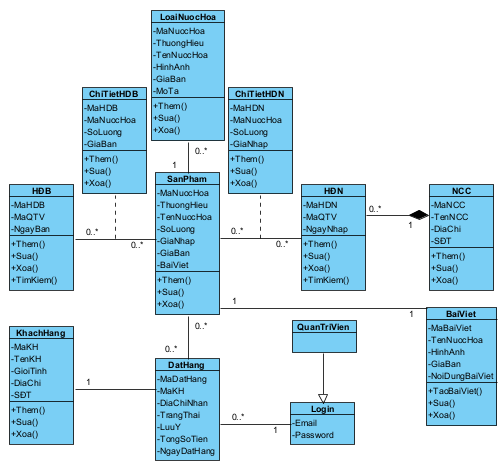 LoaiNuocHoa
-MaNuocHoa
-ThuongHieu
-TenNuocHoa
-HinhAnh
-GiaBan
-MoTa
+Them()
+Sua()
+Xoa()
0..*
1
ChiTietHDB
-MaHDB
-MaNuocHoa
-SoLuong
-GiaBan
+Them()
+Sua()
+Xoa()
ChiTietHDN
-MaHDN
-MaNuocHoa
-SoLuong
-GiaNhap
+Them()
+Sua()
+Xoa()
HĐB
-MaHDB
-MaQTV
-NgayBan
+Them()
+Sua()
+Xoa()
+TimKiem()
0..*
0..*
SanPham
-MaNuocHoa
-ThuongHieu
-TenNuocHoa
-SoLuong
-GiaNhap
-GiaBan
-BaiViet
+Them()
+Sua()
+Xoa()
0..*
0..*
HĐN
-MaHDN
-MaQTV
-NgayNhap
+Them()
+Sua()
+Xoa()
+TimKiem()
0..*
1
NCC
-MaNCC
-TenNCC
-DiaChi
-SĐT
+Them()
+Sua()
+Xoa()
1
1
0..*
0..*
KhachHang
-MaKH
-TenKH
-GioiTinh
-DiaChi
-SĐT
+Them()
+Sua()
+Xoa()
1
DatHang
-MaDatHang
-MaKH
-DiaChiNhan
-TrangThai
-LuuY
-TongSoTien
-NgayDatHang
0..*
1
QuanTriVien
Login
-Email
-Password
BaiViet
-MaBaiViet
-TenNuocHoa
-HinhAnh
-GiaBan
-NoiDungBaiViet
+TaoBaiViet()
+Sua()
+Xoa()